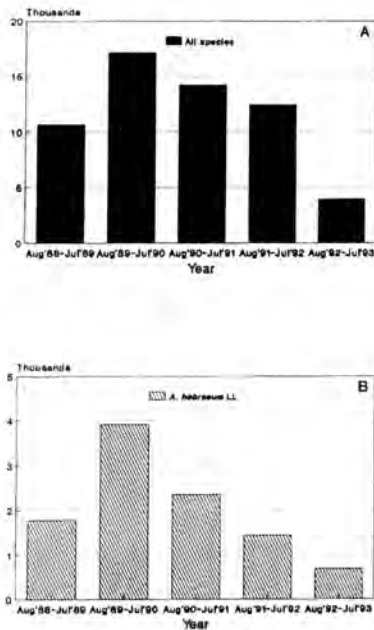 Thousands
20
A
All species
15
10
5
0
Aug'88-Jul'89 Aug'89-Jul'90 Aug'90-Jul'91 Aug'91-Jul'92 Aug'92-Jul'93
Year
Thousands
5
B
A. hebraeum LL
4
3
2
1
0
Aug'88-Jul'89 Aug'89-Jul'90 Aug'90-Jul'91 Aug'91-Jul'92 Aug'92-Jul'93